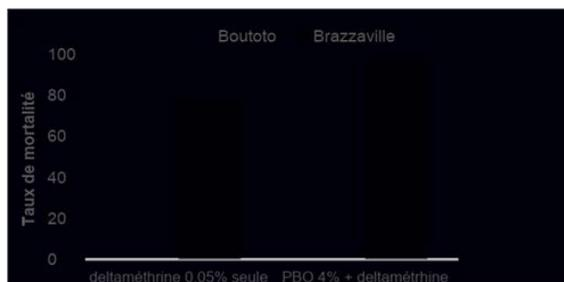 Boutoto Brazzaville
100
80
60
40
20
0
Taux de mortalité
deltaméthrine 0.05% seule PBO 4% + deltamétrhine